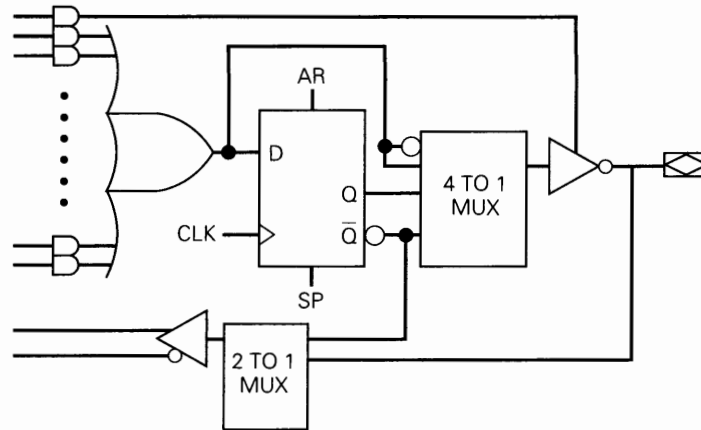 AR
D
Q
4 TO 1
MUX
CLK
Q̅
SP
2 TO 1
MUX